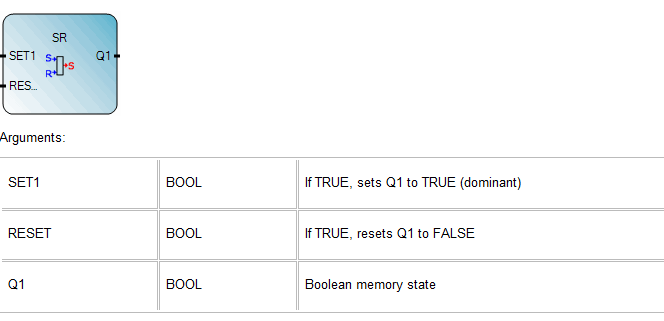 SR
SET1 S S Q1
R
RES...
Arguments:
SET1 BOOL If TRUE, sets Q1 to TRUE (dominant)
RESET BOOL If TRUE, resets Q1 to FALSE
Q1 BOOL Boolean memory state